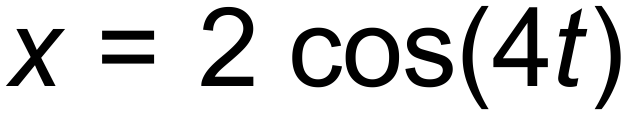 x = 2 cos(4t)